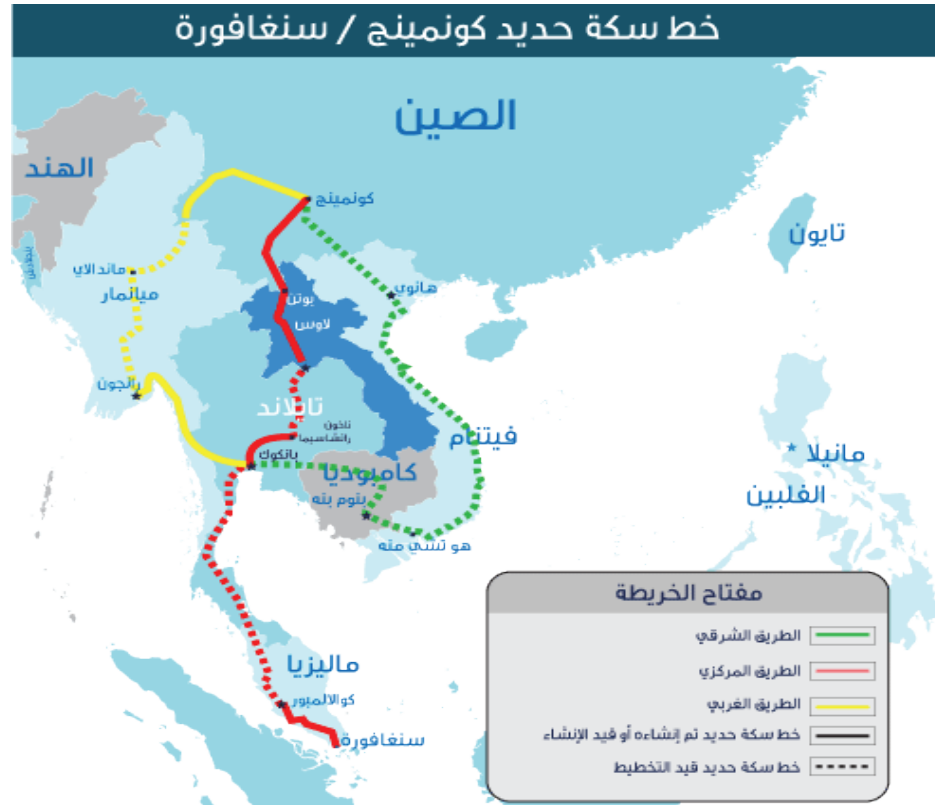 خط سكة حديد كونمينج / سنغافورة
الصين
الهند
كونمينج
تايون
بنجلاديش
ماندالاي
ميانمار
هانوي
بوتن
لاوس
رانجون
تايلاند
ناخون
راتشاسيما
بانكوك
فيتنام
كامبوديا
بنوم بنه
هو تشي منه
مانيلا
الفلبين
ماليزيا
كوالالمبور
سنغافورة
مفتاح الخريطة
الطريق الشرقي
الطريق المركزي
الطريق الغربي
خط سكة حديد تم إنشاءه أو قيد الإنشاء
خط سكة حديد قيد التخطيط